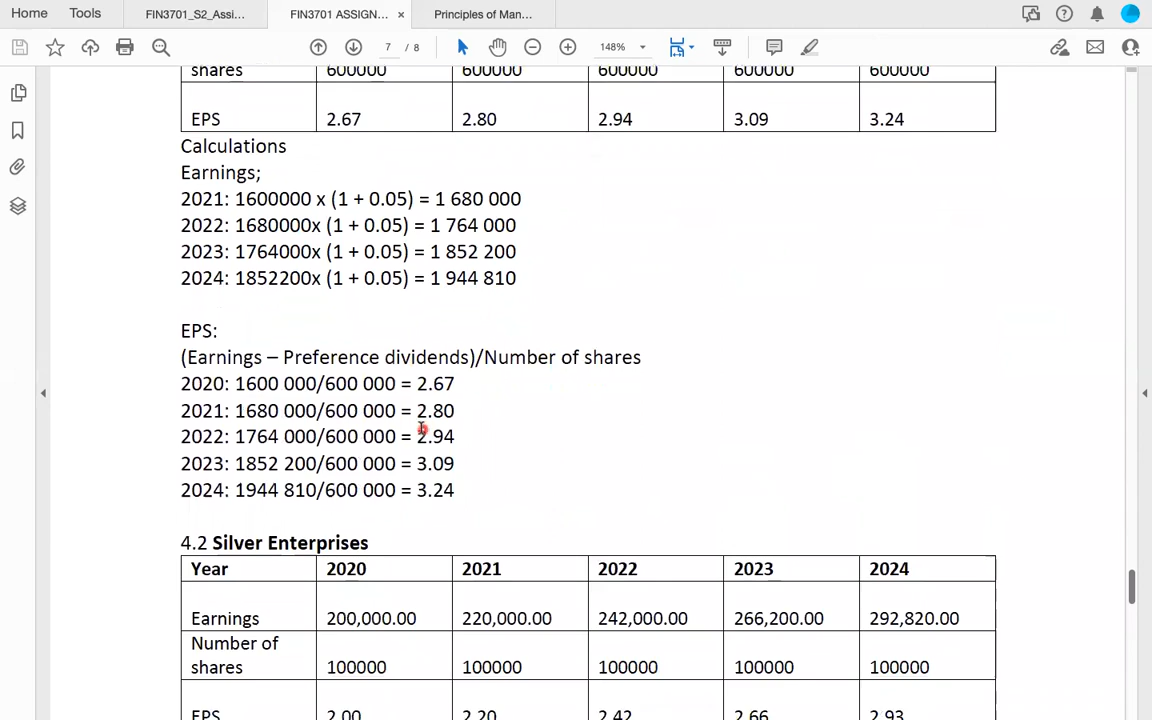 Home Tools FIN3701_S2_Assi... FIN3701 ASSIGN... × Principles of Man...
7 / 8 148%
shares 600000 600000 600000 600000 600000
EPS 2.67 2.80 2.94 3.09 3.24
Calculations
Earnings;
2021: 1600000 x (1 + 0.05) = 1 680 000
2022: 1680000x (1 + 0.05) = 1 764 000
2023: 1764000x (1 + 0.05) = 1 852 200
2024: 1852200x (1 + 0.05) = 1 944 810
EPS:
(Earnings – Preference dividends)/Number of shares
2020: 1600 000/600 000 = 2.67
2021: 1680 000/600 000 = 2.80
2022: 1764 000/600 000 = 2.94
2023: 1852 200/600 000 = 3.09
2024: 1944 810/600 000 = 3.24
4.2 Silver Enterprises
Year 2020 2021 2022 2023 2024
Earnings 200,000.00 220,000.00 242,000.00 266,200.00 292,820.00
Number of
shares 100000 100000 100000 100000 100000
EPS 2.00 2.20 2.42 2.66 2.93